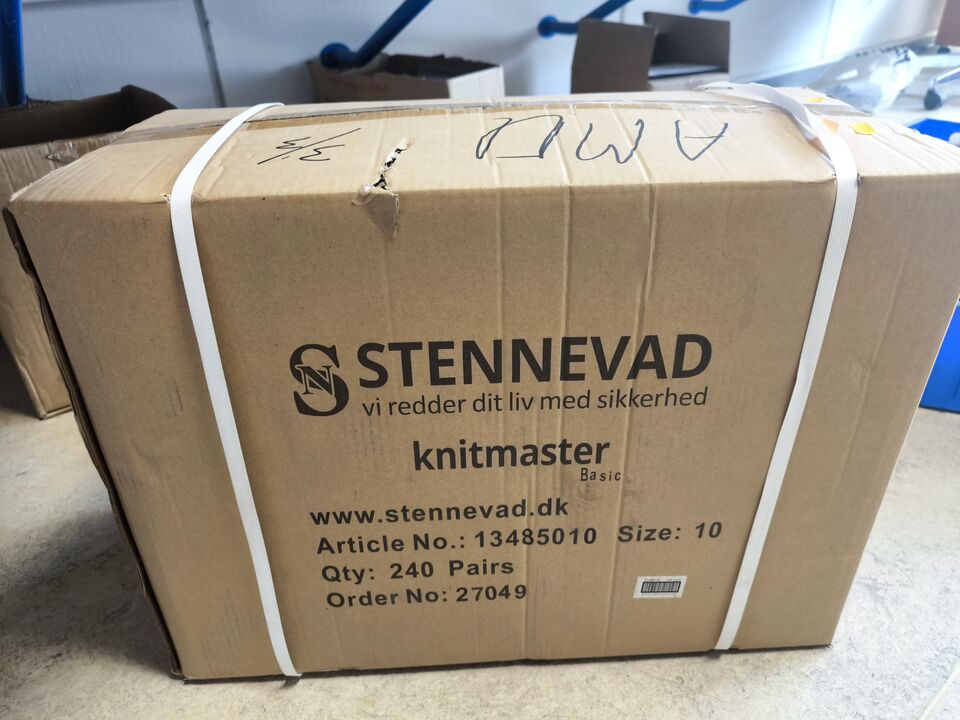 AMU
STENNEVAD
vi redder dit liv med sikkerhed
knitmaster
Basic
www.stennevad.dk
Article No.: 13485010 Size: 10
Qty: 240 Pairs
Order No: 27049